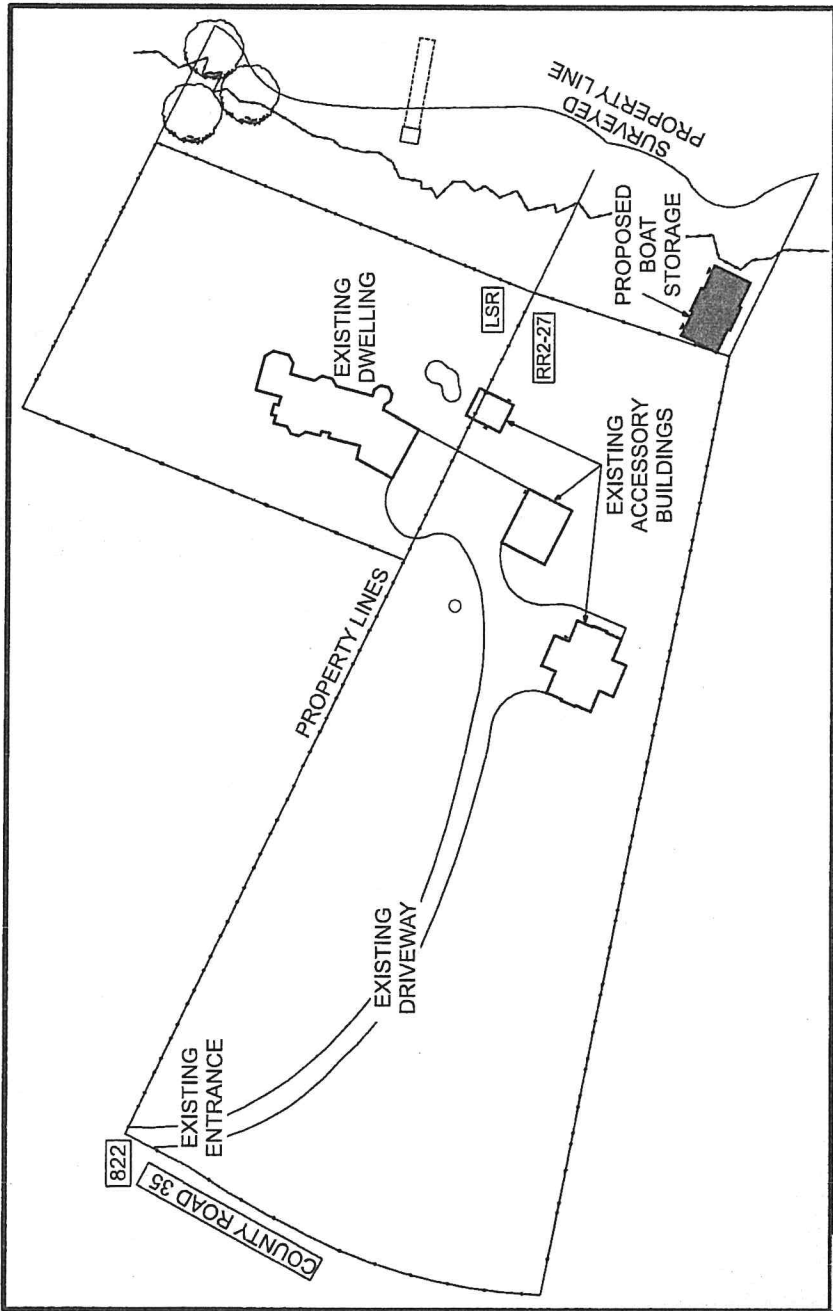 822
COUNTY ROAD 35
EXISTING
ENTRANCE
EXISTING
DRIVEWAY
PROPERTY LINES
EXISTING
DWELLING
LSR
RR2-27
EXISTING
ACCESSORY
BUILDINGS
PROPOSED
BOAT
STORAGE
SURVEYED
PROPERTY LINE